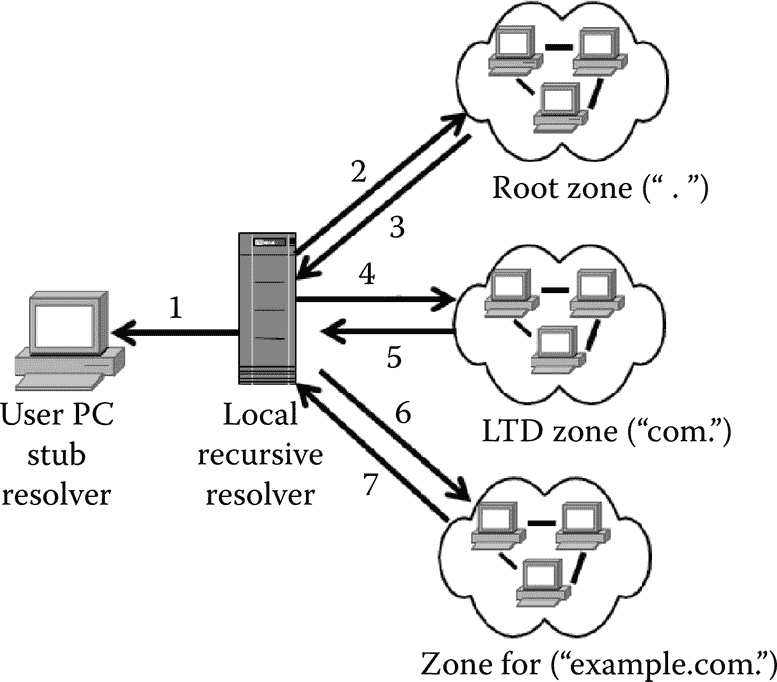 2
Root zone (“ . ”)
3
4
1
5
User PC
stub
resolver
Local
recursive
resolver
6
LTD zone (“com.”)
7
Zone for (“example.com.”)